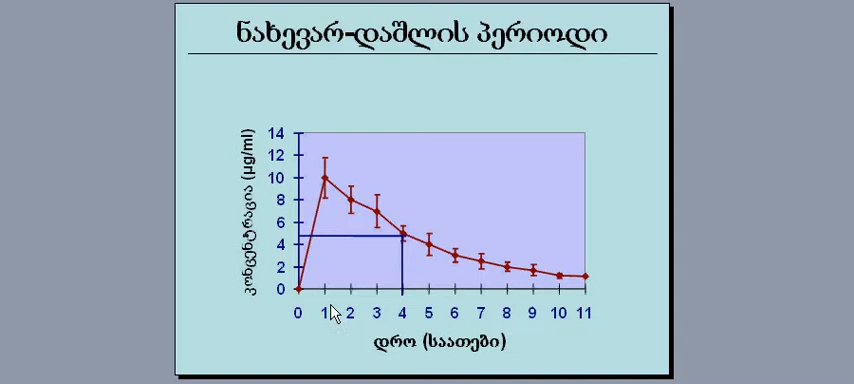 ნახევარ-დაშლის პერიოდი
კონცენტრაცია (µg/ml)
14
12
10
8
6
4
2
0
0 1 2 3 4 5 6 7 8 9 10 11
დრო (საათები)